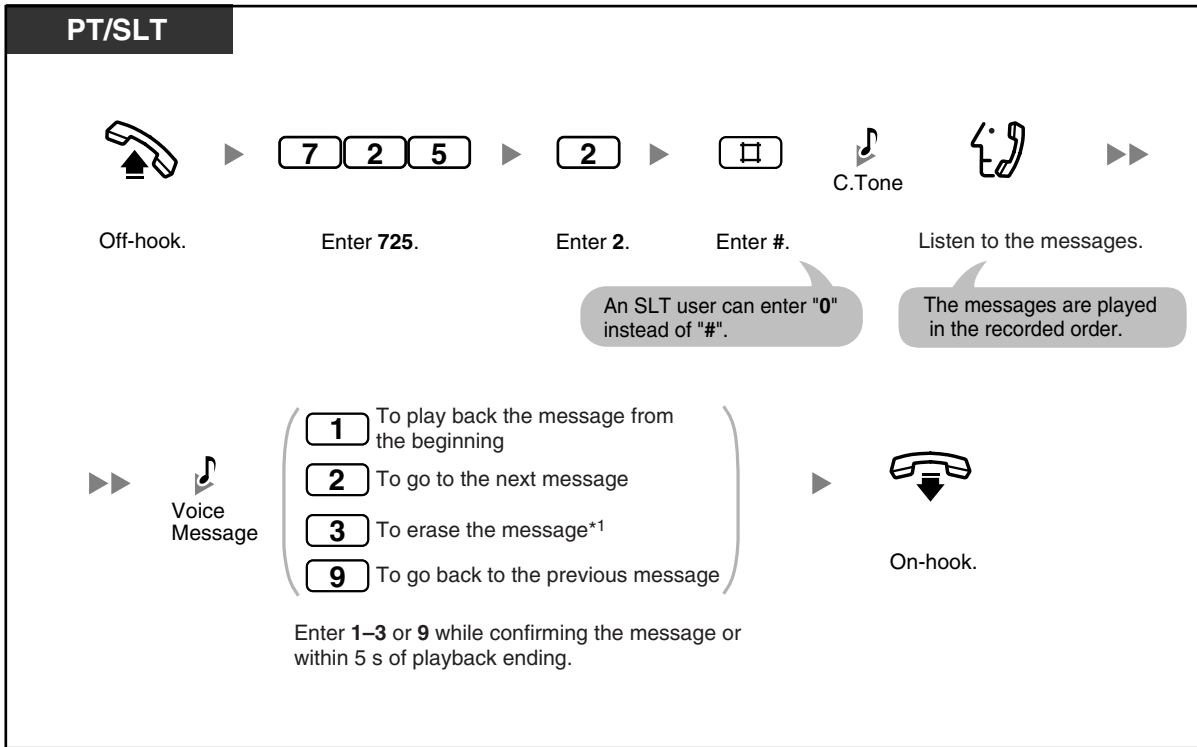 PT/SLT
7 2 5
2
#
C.Tone
Off-hook.
Enter 725.
Enter 2.
Enter #.
Listen to the messages.
An SLT user can enter "0"
instead of "#".
The messages are played
in the recorded order.
Voice
Message
1 To play back the message from
the beginning
2 To go to the next message
3 To erase the message*1
9 To go back to the previous message
Enter 1–3 or 9 while confirming the message or
within 5 s of playback ending.
On-hook.